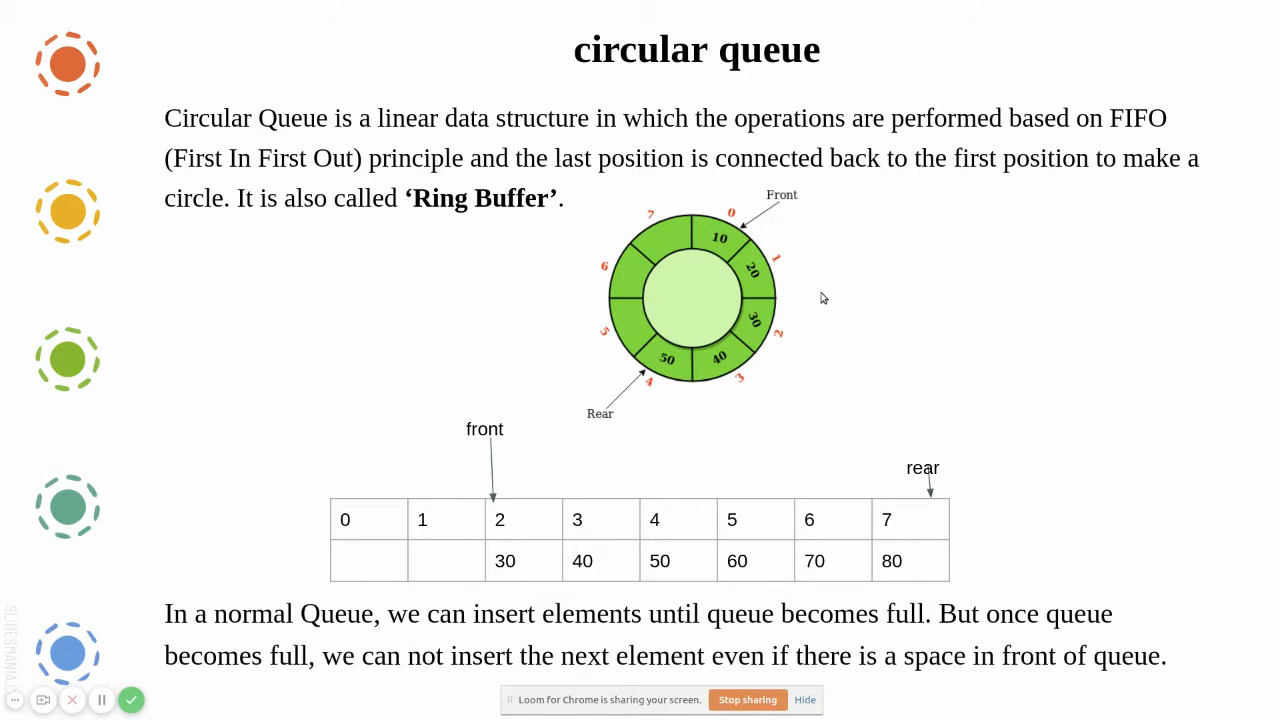 circular queue
Circular Queue is a linear data structure in which the operations are performed based on FIFO
(First In First Out) principle and the last position is connected back to the first position to make a
circle. It is also called ‘Ring Buffer’.
Front
7 0
10
6 20 1
5 30 2
50 40
4 3
Rear
front
rear
0 1 2 3 4 5 6 7
30 40 50 60 70 80
In a normal Queue, we can insert elements until queue becomes full. But once queue
becomes full, we can not insert the next element even if there is a space in front of queue.
SLIDESMANIA.C
Loom for Chrome is sharing your screen. Stop sharing Hide